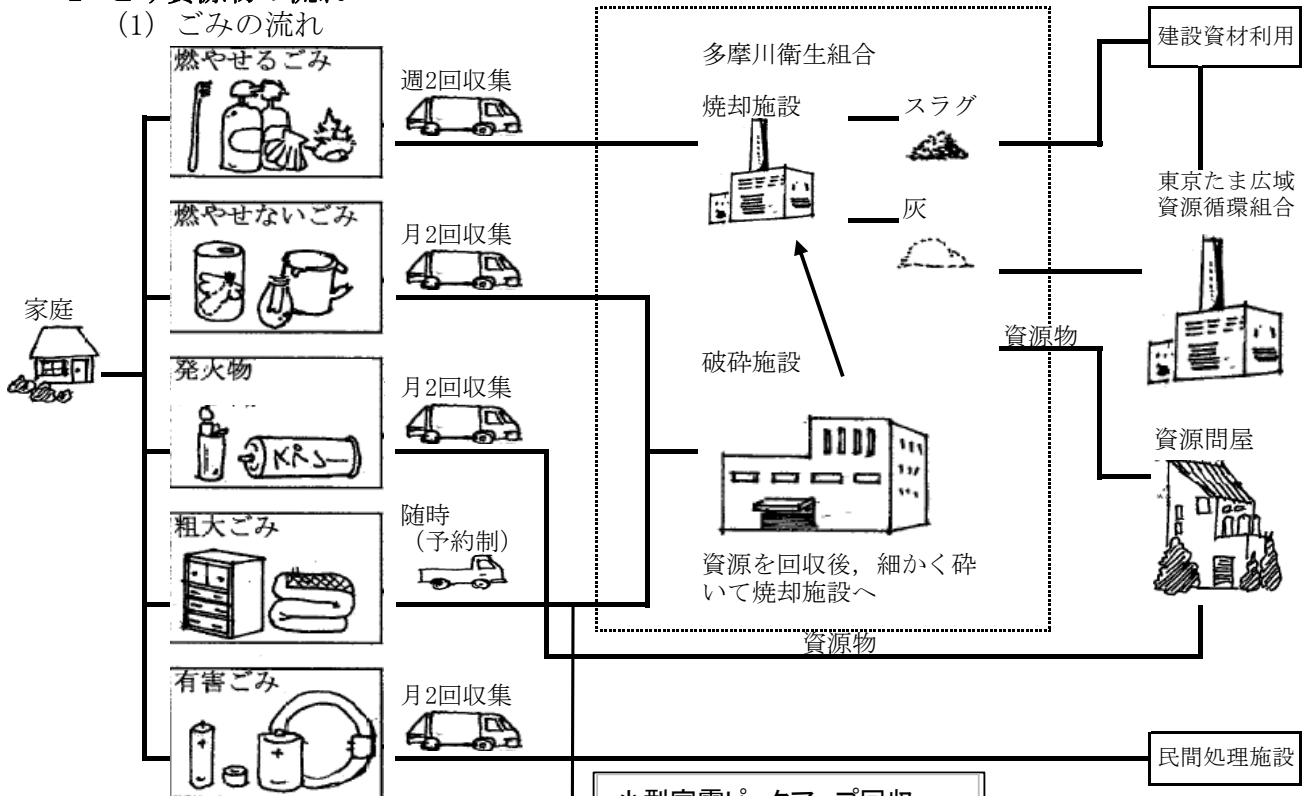 (1) ごみの流れ
燃やせるごみ
週2回収集
多摩川衛生組合
焼却施設
スラグ
灰
建設資材利用
東京たま広域
資源循環組合
燃やせないごみ
月2回収集
家庭
発火物
月2回収集
破砕施設
資源物
資源問屋
粗大ごみ
随時
（予約制）
資源を回収後，細かく砕
いて焼却施設へ
資源物
有害ごみ
月2回収集
民間処理施設